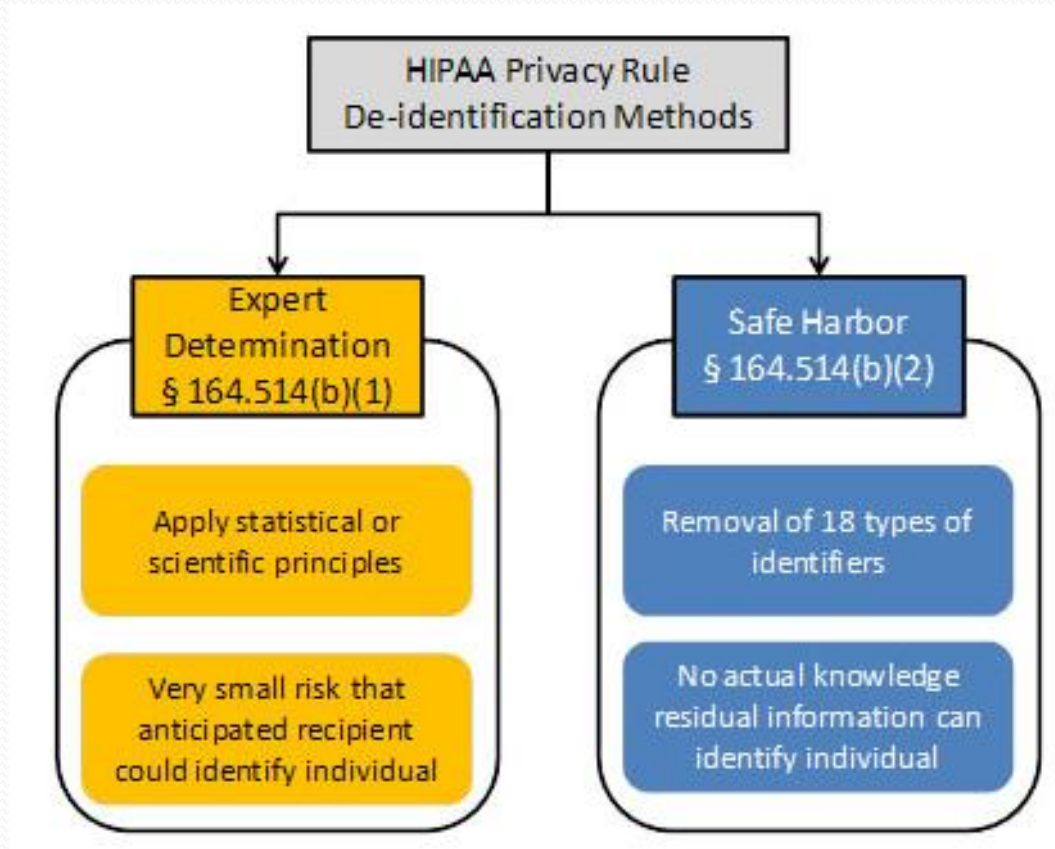 HIPAA Privacy Rule
De-identification Methods
Expert
Determination
§ 164.514(b)(1)
Apply statistical or
scientific principles
Very small risk that
anticipated recipient
could identify individual
Safe Harbor
§ 164.514(b)(2)
Removal of 18 types of
identifiers
No actual knowledge
residual information can
identify individual